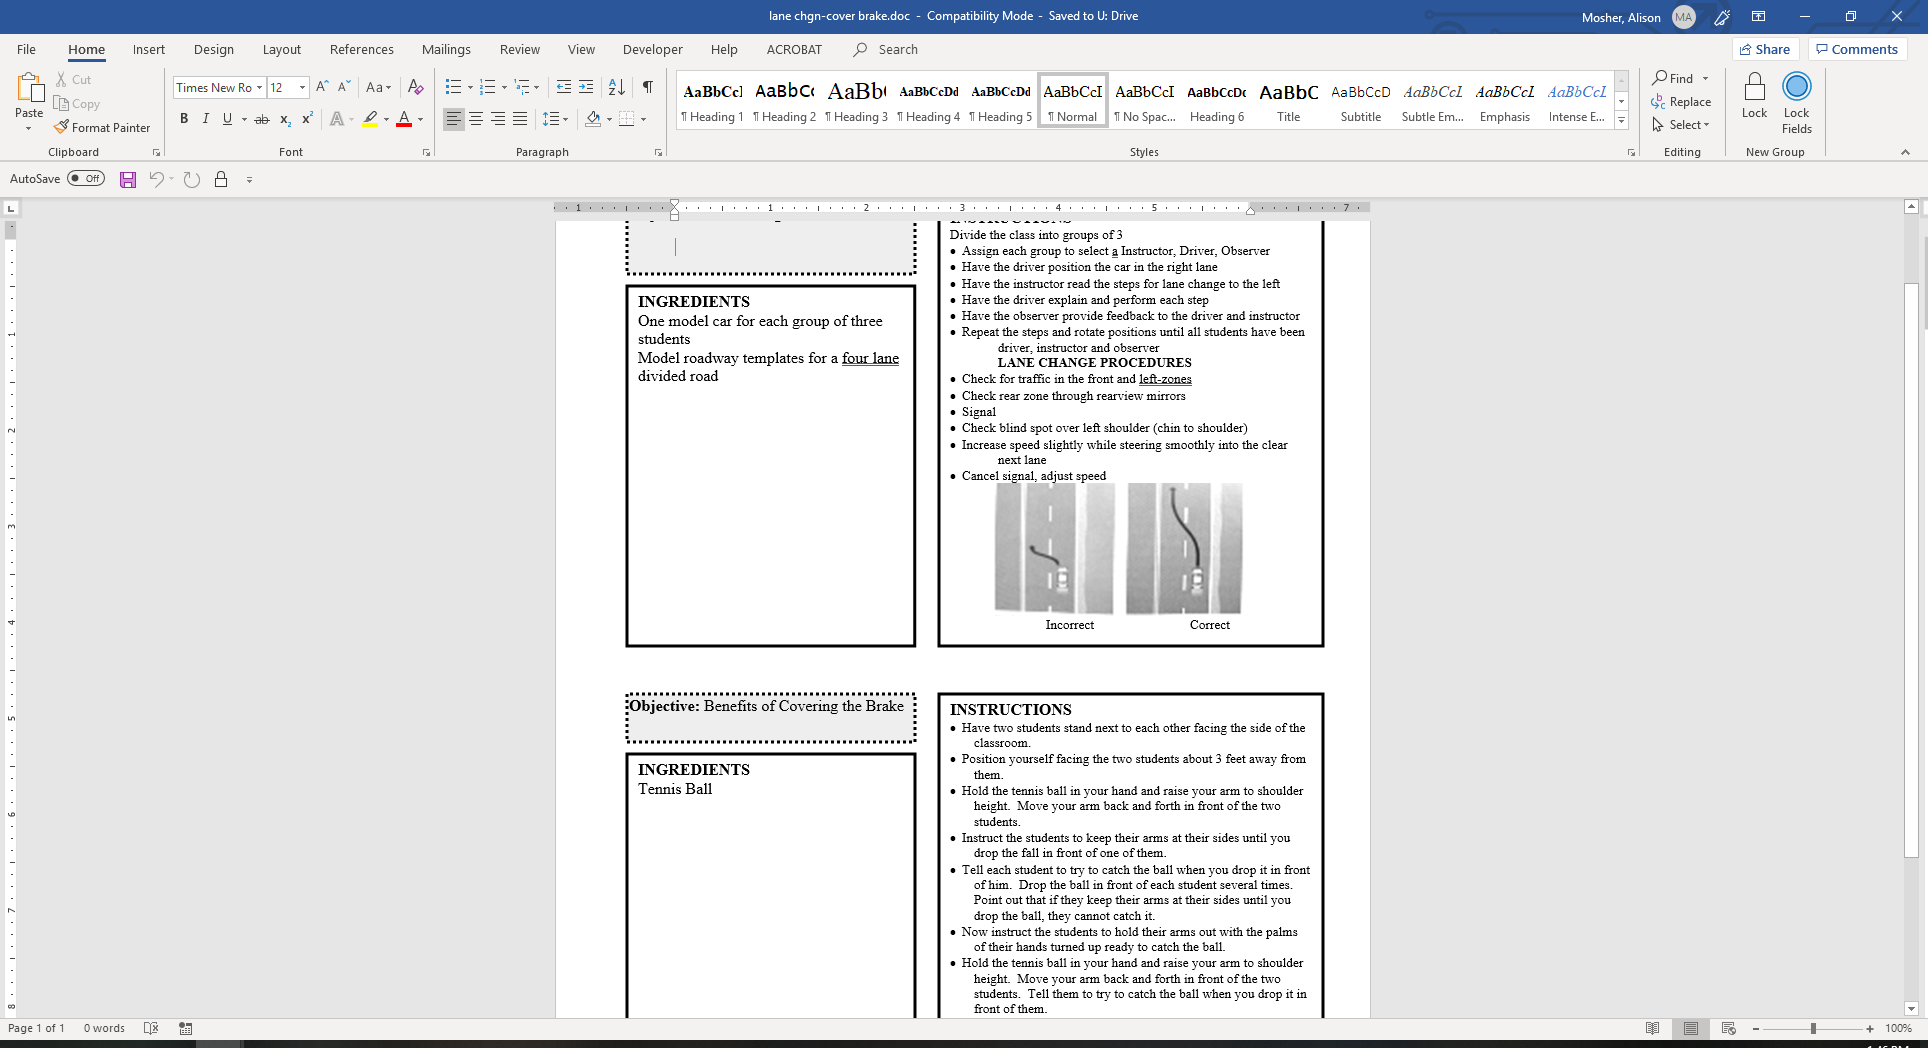 lane chgn-cover brake.doc - Compatibility Mode - Saved to U: Drive
Mosher, Alison MA
File Home Insert Design Layout References Mailings Review View Developer Help ACROBAT Search Share Comments
Paste
Cut
Copy
Format Painter
Clipboard
Times New Ro 12
Font
Paragraph
AaBbCcI AaBbCc AaBb( AaBbCcDd AaBbCcDd AaBbCcI AaBbCcI AaBbCcDc AaBbC AaBbCcD AaBbCcL AaBbCcL AaBbCcL
¶ Heading 1 ¶ Heading 2 ¶ Heading 3 ¶ Heading 4 ¶ Heading 5 ¶ Normal ¶ No Spac... Heading 6 Title Subtitle Subtle Em... Emphasis Intense E...
Styles
Find
Replace
Select
Editing
Lock
Lock Fields
New Group
AutoSave Off
1 1 2 3 4 5 7
INGREDIENTS
One model car for each group of three
students
Model roadway templates for a four lane
divided road
INSTRUCTIONS
Divide the class into groups of 3
• Assign each group to select a Instructor, Driver, Observer
• Have the driver position the car in the right lane
• Have the instructor read the steps for lane change to the left
• Have the driver explain and perform each step
• Have the observer provide feedback to the driver and instructor
• Repeat the steps and rotate positions until all students have been
driver, instructor and observer
LANE CHANGE PROCEDURES
• Check for traffic in the front and left-zones
• Check rear zone through rearview mirrors
• Signal
• Check blind spot over left shoulder (chin to shoulder)
• Increase speed slightly while steering smoothly into the clear
next lane
• Cancel signal, adjust speed
Incorrect Correct
Objective: Benefits of Covering the Brake
INGREDIENTS
Tennis Ball
INSTRUCTIONS
• Have two students stand next to each other facing the side of the
classroom.
• Position yourself facing the two students about 3 feet away from
them.
• Hold the tennis ball in your hand and raise your arm to shoulder
height. Move your arm back and forth in front of the two
students.
• Instruct the students to keep their arms at their sides until you
drop the fall in front of one of them.
• Tell each student to try to catch the ball when you drop it in front
of him. Drop the ball in front of each student several times.
Point out that if they keep their arms at their sides until you
drop the ball, they cannot catch it.
• Now instruct the students to hold their arms out with the palms
of their hands turned up ready to catch the ball.
• Hold the tennis ball in your hand and raise your arm to shoulder
height. Move your arm back and forth in front of the two
students. Tell them to try to catch the ball when you drop it in
front of them.
Page 1 of 1 0 words 100%